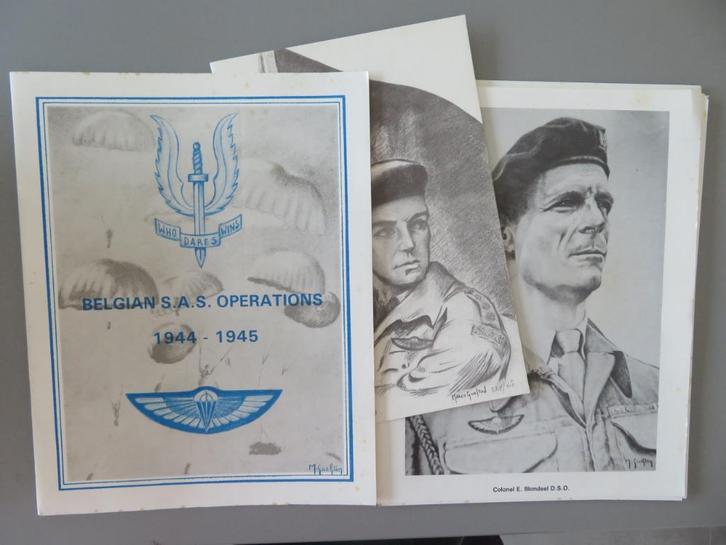 WHO DARES WINS
BELGIAN S.A.S. OPERATIONS
1944 - 1945
Colonel E. Blondeel D.S.O.